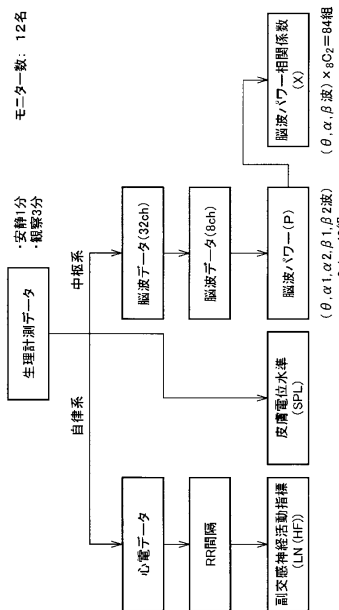 モニター数: 12名
・安静1分
・観察3分
生理計測データ
自律系
中枢系
心電データ
脳波データ(32ch)
RR間隔
脳波データ(8ch)
副交感神経活動指標
(LN(HF))
皮膚電位水準
(SPL)
脳波パワー(P)
脳波パワー相関係数
(X)
(θ,α1,α2,β1,β2波)
(θ,α,β波)×₈C₂=84組